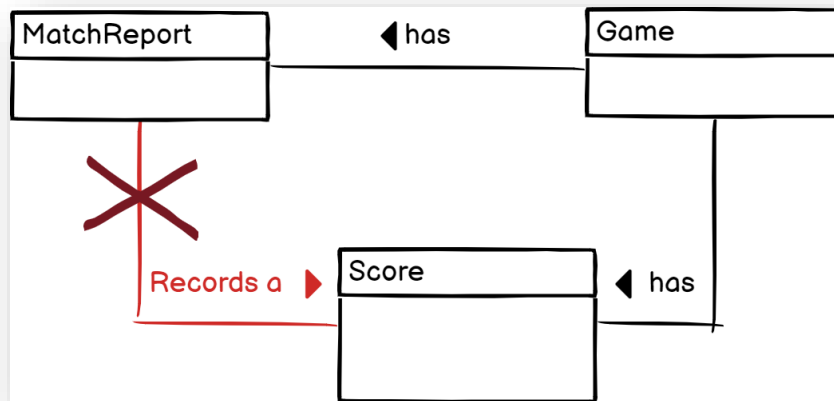 MatchReport
has
Game
Records a
Score
has